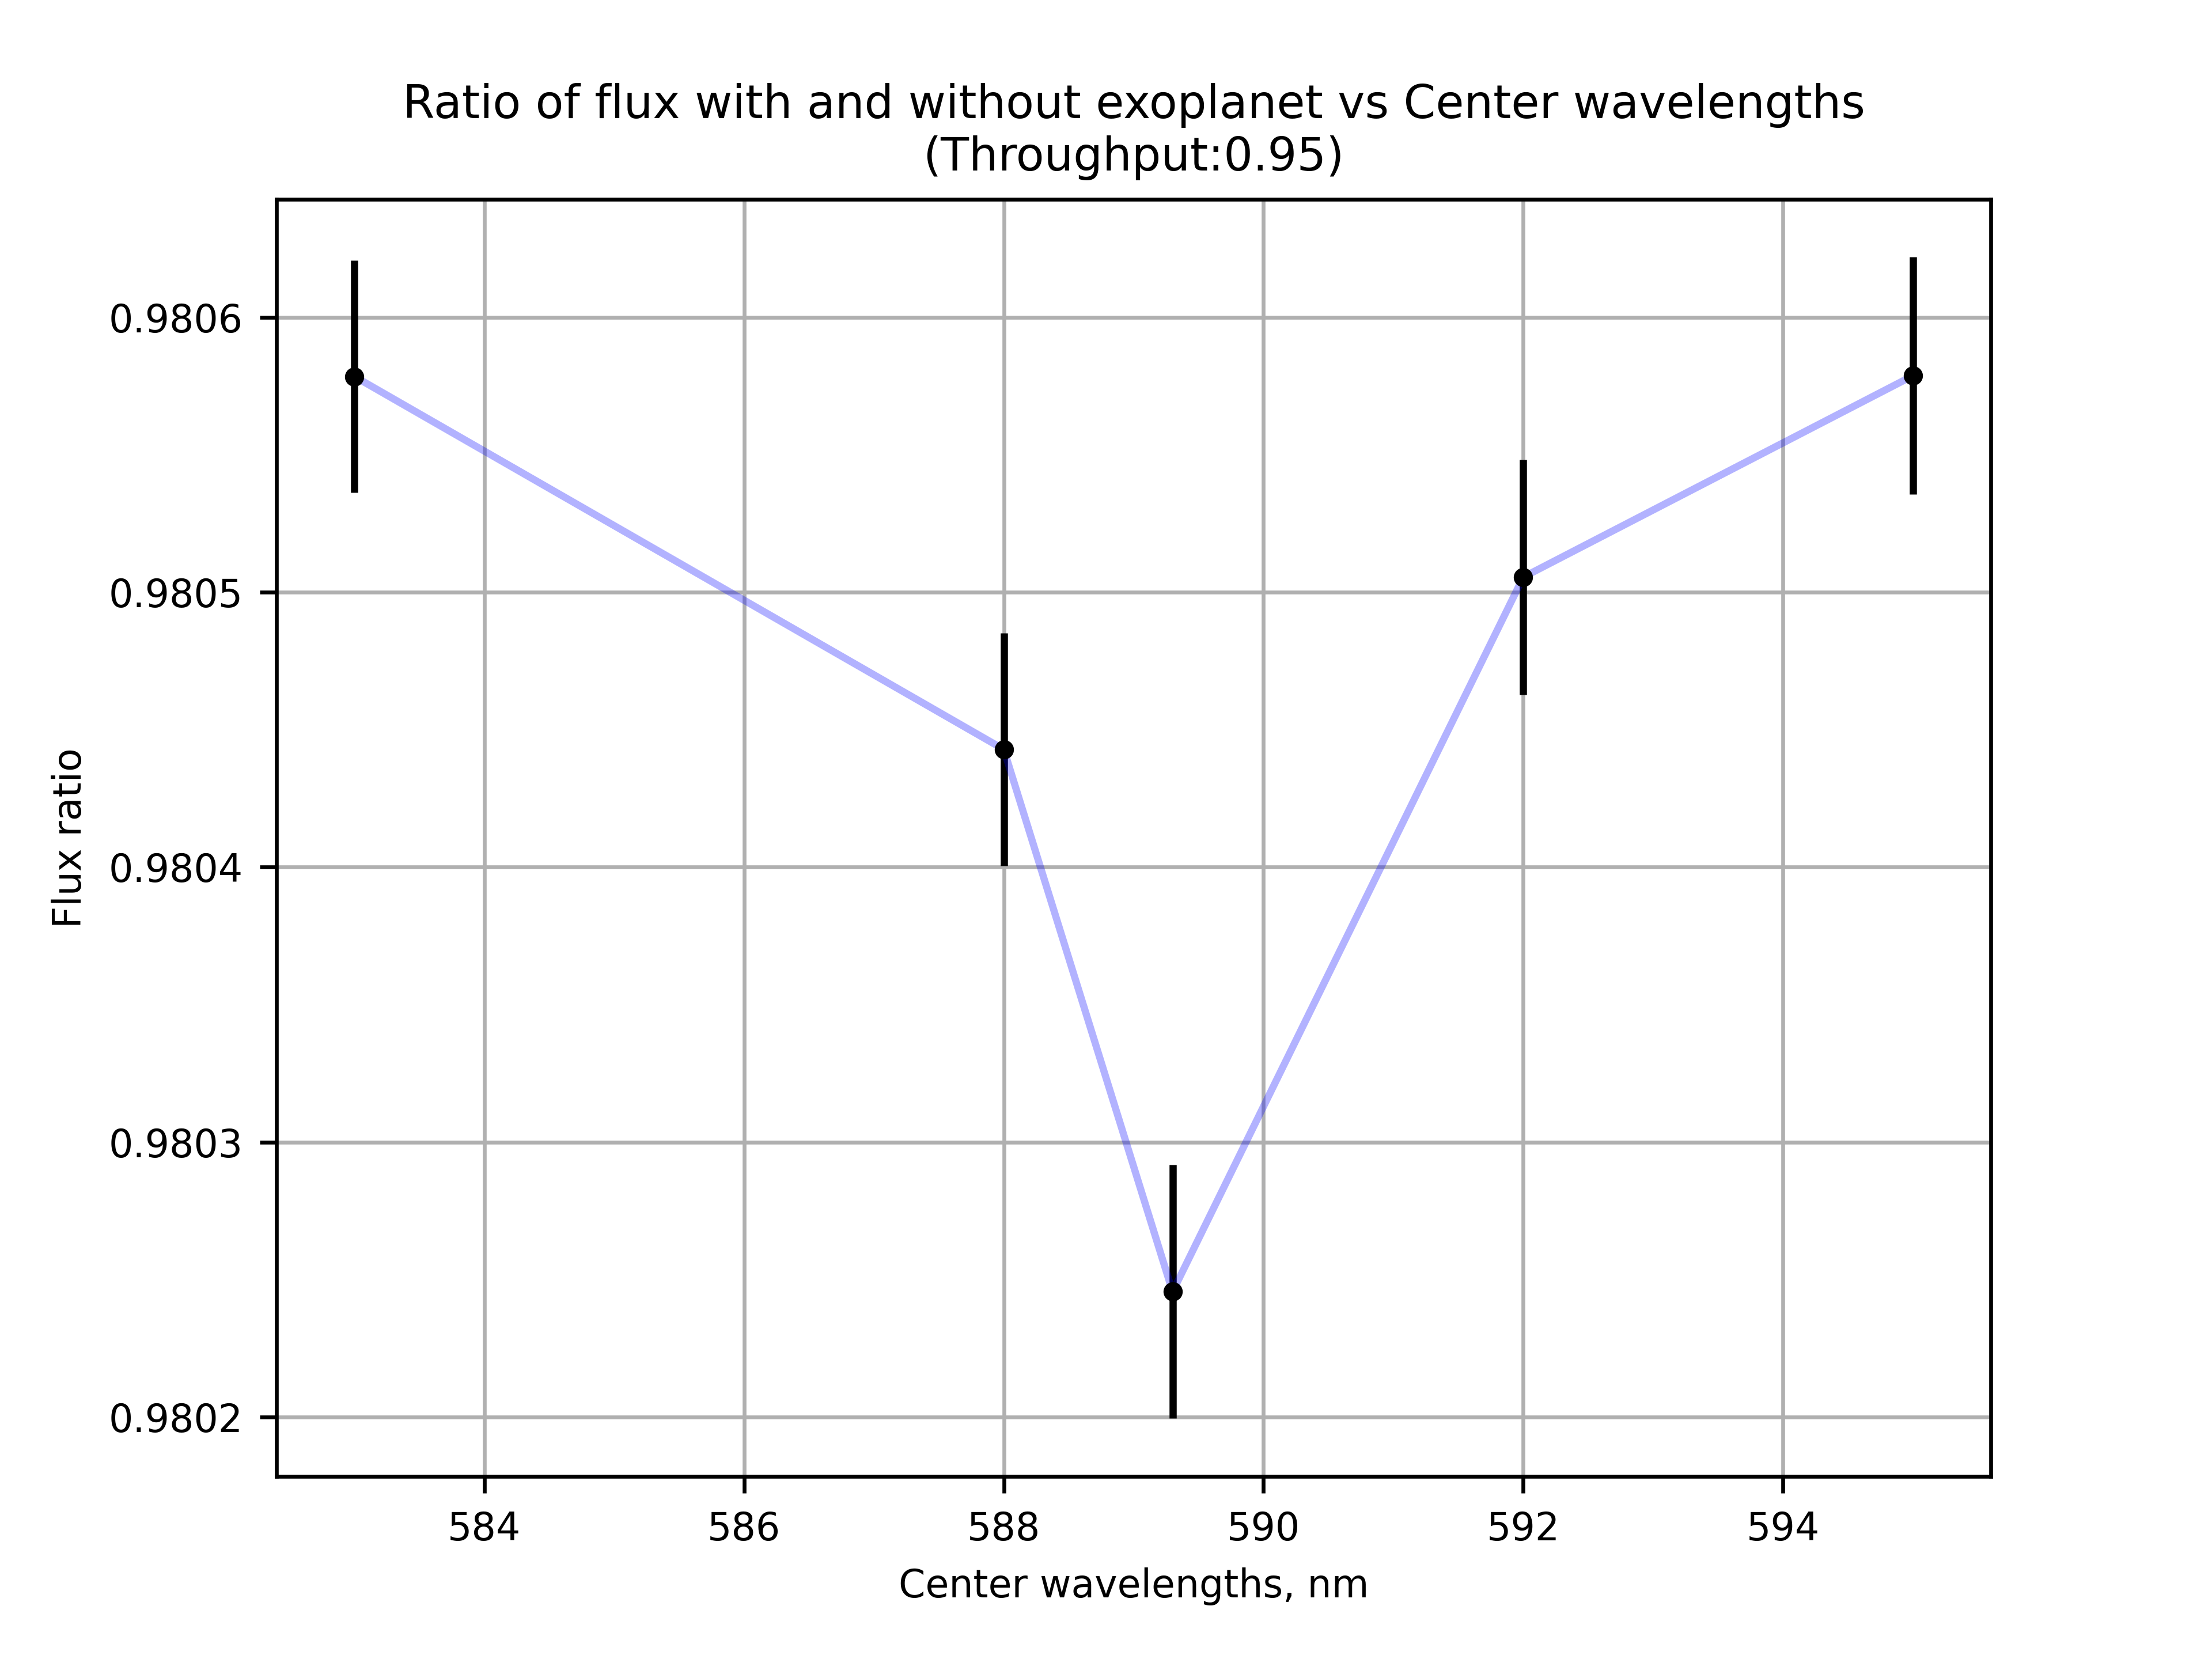 Ratio of flux with and without exoplanet vs Center wavelengths
(Throughput:0.95)
0.9806
0.9805
0.9804
0.9803
0.9802
Flux ratio
584 586 588 590 592 594
Center wavelengths, nm